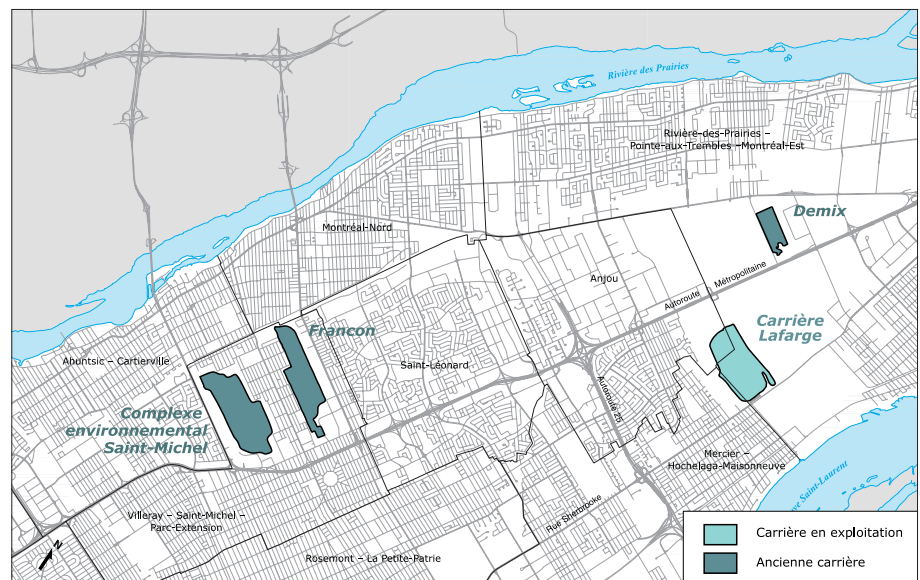 Rivière des Prairies
Rivière-des-Prairies –
Pointe-aux-Trembles –Montréal-Est
Demix
Montréal-Nord
Anjou
Autoroute Métropolitaine
Francon
Carrière
Lafarge
Ahuntsic – Cartierville
Saint-Léonard
Autoroute 25
Complexe
environnemental
Saint-Michel
Mercier –
Hochelaga-Maisonneuve
Saint-Laurent
Villeray – Saint-Michel –
Parc-Extension
Rue Sherbrooke
Rosemont – La Petite-Patrie
N
Carrière en exploitation
Ancienne carrière